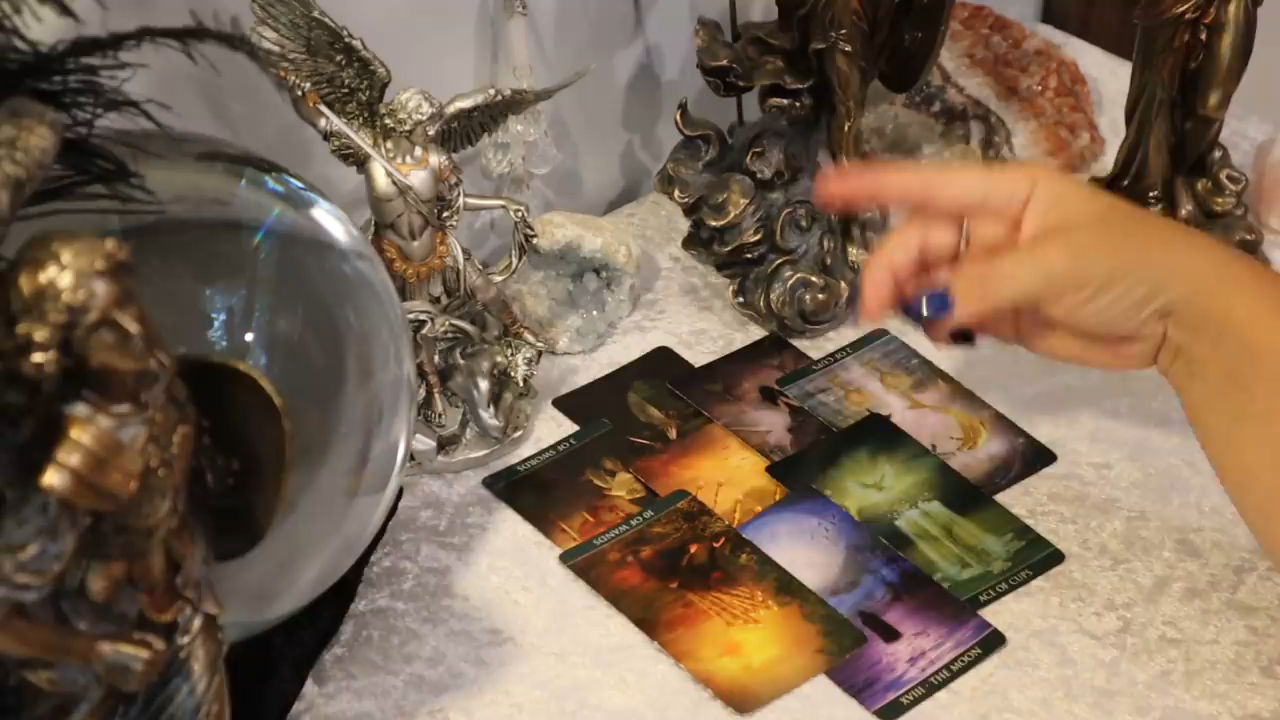 2 OF CUPS
3 OF SWORDS
10 OF WANDS
ACE OF CUPS
XVIII - THE MOON